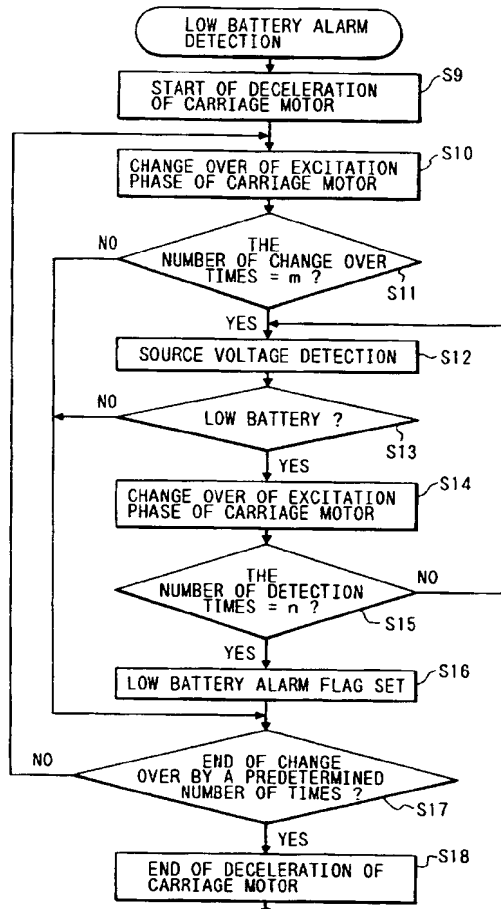 LOW BATTERY ALARM
DETECTION
S9
START OF DECELERATION
OF CARRIAGE MOTOR
S10
CHANGE OVER OF EXCITATION
PHASE OF CARRIAGE MOTOR
NO
THE
NUMBER OF CHANGE OVER
TIMES = m ?
S11
YES
SOURCE VOLTAGE DETECTION
S12
NO
LOW BATTERY ?
S13
YES
S14
CHANGE OVER OF EXCITATION
PHASE OF CARRIAGE MOTOR
THE
NUMBER OF DETECTION
TIMES = n ?
NO
S15
YES
S16
LOW BATTERY ALARM FLAG SET
NO
END OF CHANGE
OVER BY A PREDETERMINED
NUMBER OF TIMES ?
S17
YES
S18
END OF DECELERATION OF
CARRIAGE MOTOR